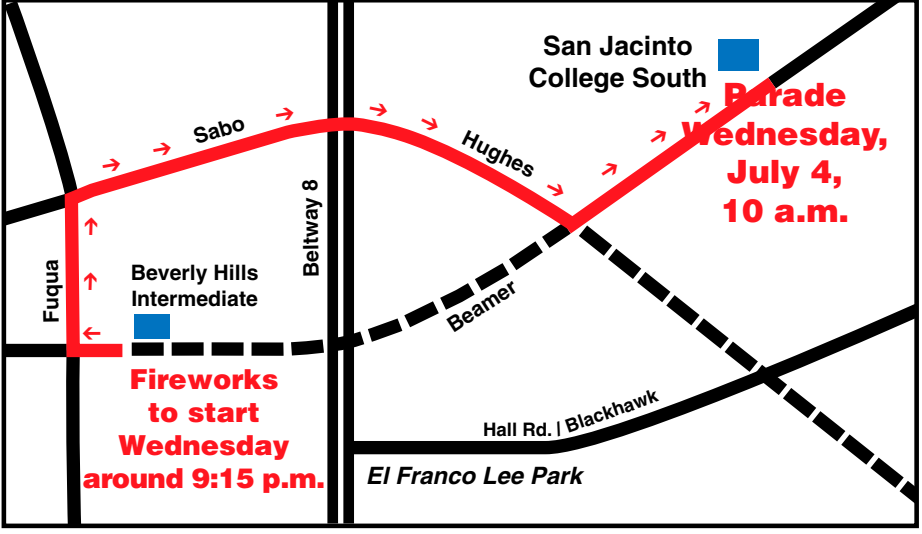 San Jacinto
College South
Parade
Wednesday,
July 4,
10 a.m.
Sabo
Hughes
Beltway 8
Fuqua
Beverly Hills
Intermediate
Beamer
Fireworks
to start
Wednesday
around 9:15 p.m.
Hall Rd. / Blackhawk
El Franco Lee Park